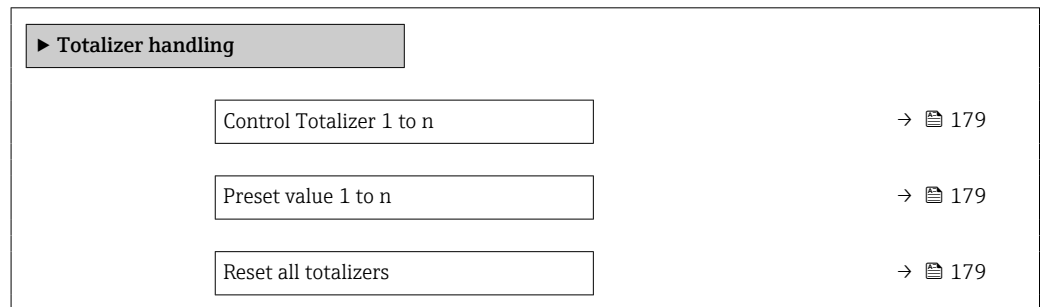 ▶ Totalizer handling
Control Totalizer 1 to n → 179
Preset value 1 to n → 179
Reset all totalizers → 179